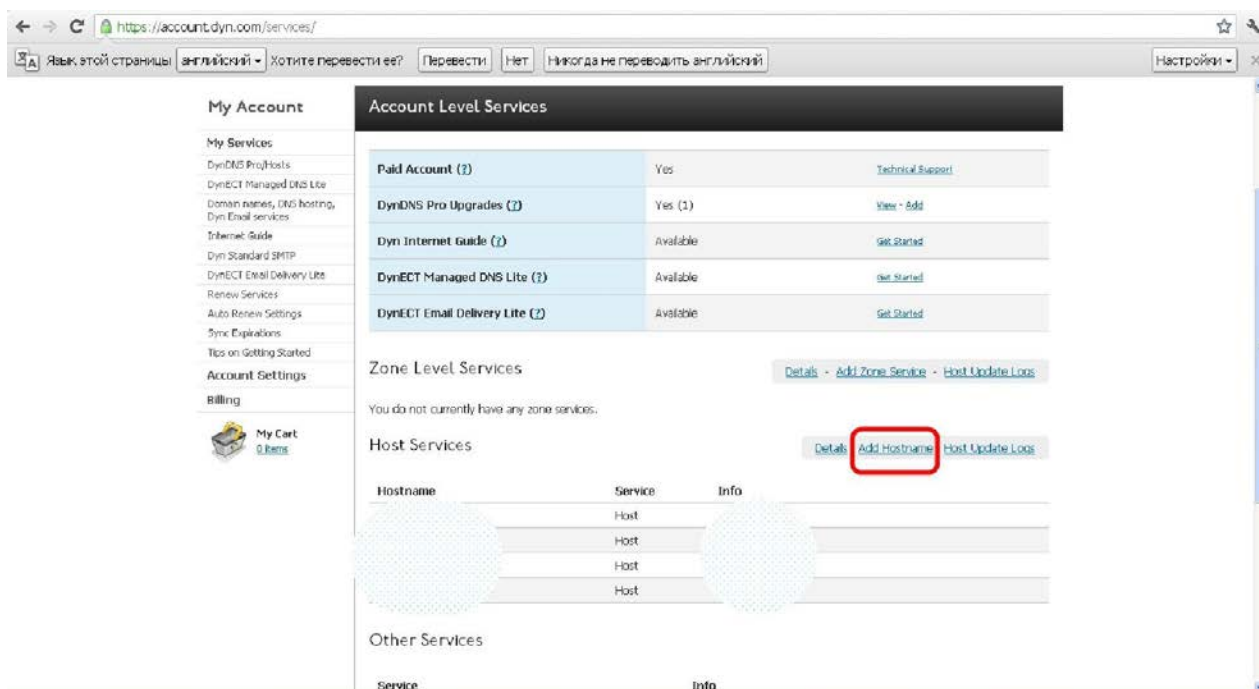 https://account.dyn.com/services/
Язык этой страницы английский Хотите перевести ее? Перевести Нет Никогда не переводить английский Настройки
My Account
Account Level Services
My Services
DynDNS Pro/Hosts
DynECT Managed DNS Lite
Domain names, DNS hosting,
Dyn Email services
Internet Guide
Dyn Standard SMTP
DynECT Email Delivery Lite
Renew Services
Auto Renew Settings
Sync Expirations
Tips on Getting Started
Account Settings
Billing
My Cart
0 items
Paid Account (?) Yes Technical Support
DynDNS Pro Upgrades (?) Yes (1) View - Add
Dyn Internet Guide (?) Available Get Started
DynECT Managed DNS Lite (?) Available Get Started
DynECT Email Delivery Lite (?) Available Get Started
Zone Level Services Details - Add Zone Service - Host Update Logs
You do not currently have any zone services.
Host Services Details Add Hostname Host Update Logs
Hostname Service Info
Host
Host
Host
Host
Other Services
Service Info